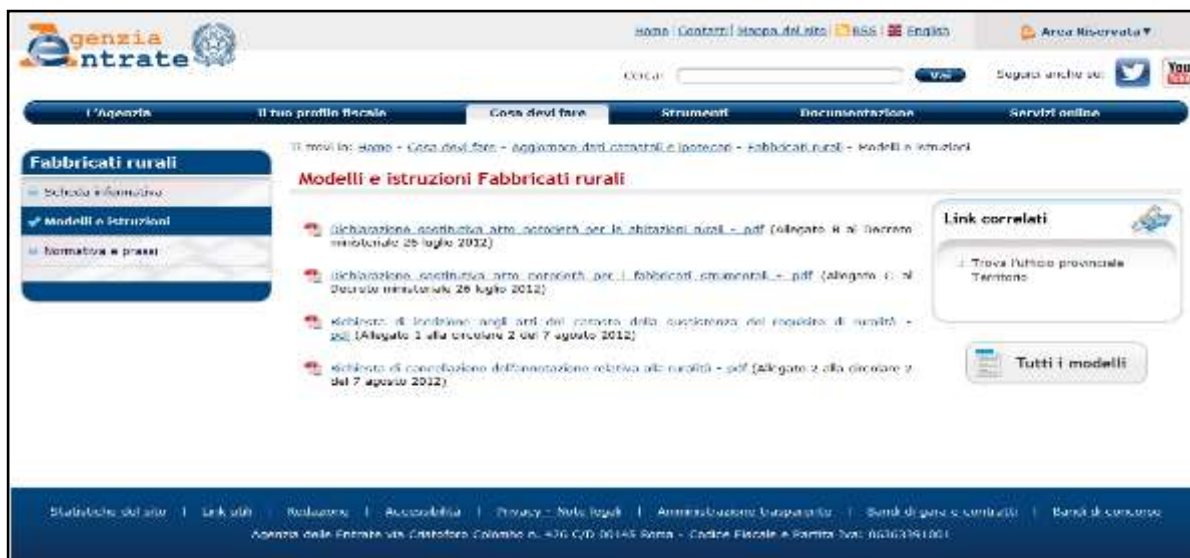 Agenzia
Entrate
Home | Contatti | Mappa del sito | RSS | English
Area Riservata
Cerca:
Vai
Seguici anche su:
You
L'Agenzia
Il tuo profilo fiscale
Cosa devi fare
Strumenti
Documentazione
Servizi online
Fabbricati rurali
Scheda informativa
Modelli e istruzioni
Normativa e prassi
Ti trovi in: Home - Cosa devi fare - Aggiornare dati catastali e ipotecari - Fabbricati rurali - Modelli e istruzioni
Modelli e istruzioni Fabbricati rurali
Dichiarazione sostitutiva atto notorietà per le abitazioni rurali - pdf (Allegato B al Decreto
ministeriale 26 luglio 2012)
Dichiarazione sostitutiva atto notorietà per i fabbricati strumentali - pdf (Allegato C al
Decreto ministeriale 26 luglio 2012)
Richiesta di iscrizione negli atti del catasto della sussistenza del requisito di ruralità -
pdf (Allegato 1 alla circolare 2 del 7 agosto 2012)
Richiesta di cancellazione dell'annotazione relativa alla ruralità - pdf (Allegato 2 alla circolare 2
del 7 agosto 2012)
Link correlati
Trova l'ufficio provinciale
Territorio
Tutti i modelli
Statistiche del sito | Link utili | Redazione | Accessibilità | Privacy - Note legali | Amministrazione trasparente | Bandi di gara e contratti | Bandi di concorso
Agenzia delle Entrate via Cristoforo Colombo n. 426 C/D 00145 Roma - Codice Fiscale e Partita Iva: 06363391001